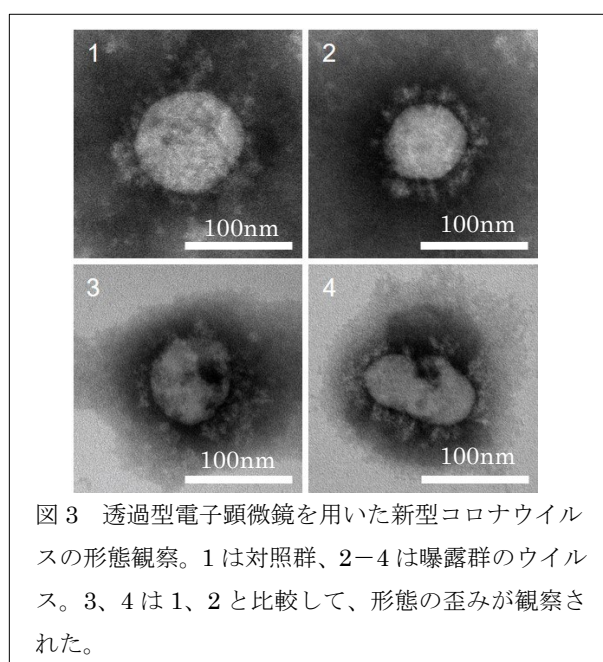 1
2
100nm
100nm
3
4
100nm
100nm
図 3　透過型電子顕微鏡を用いた新型コロナウイル
スの形態観察。1 は対照群、2－4 は曝露群のウイル
ス。3、4 は 1、2 と比較して、形態の歪みが観察さ
れた。